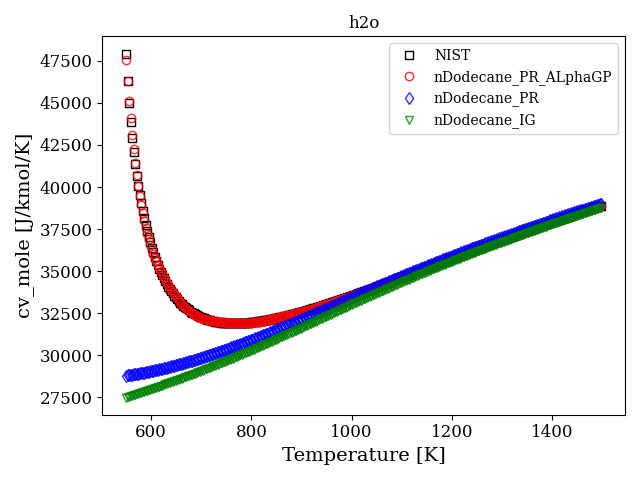 h2o
NIST
nDodecane_PR_ALphaGP
nDodecane_PR
nDodecane_IG
cv_mole [J/kmol/K]
47500
45000
42500
40000
37500
35000
32500
30000
27500
600 800 1000 1200 1400
Temperature [K]